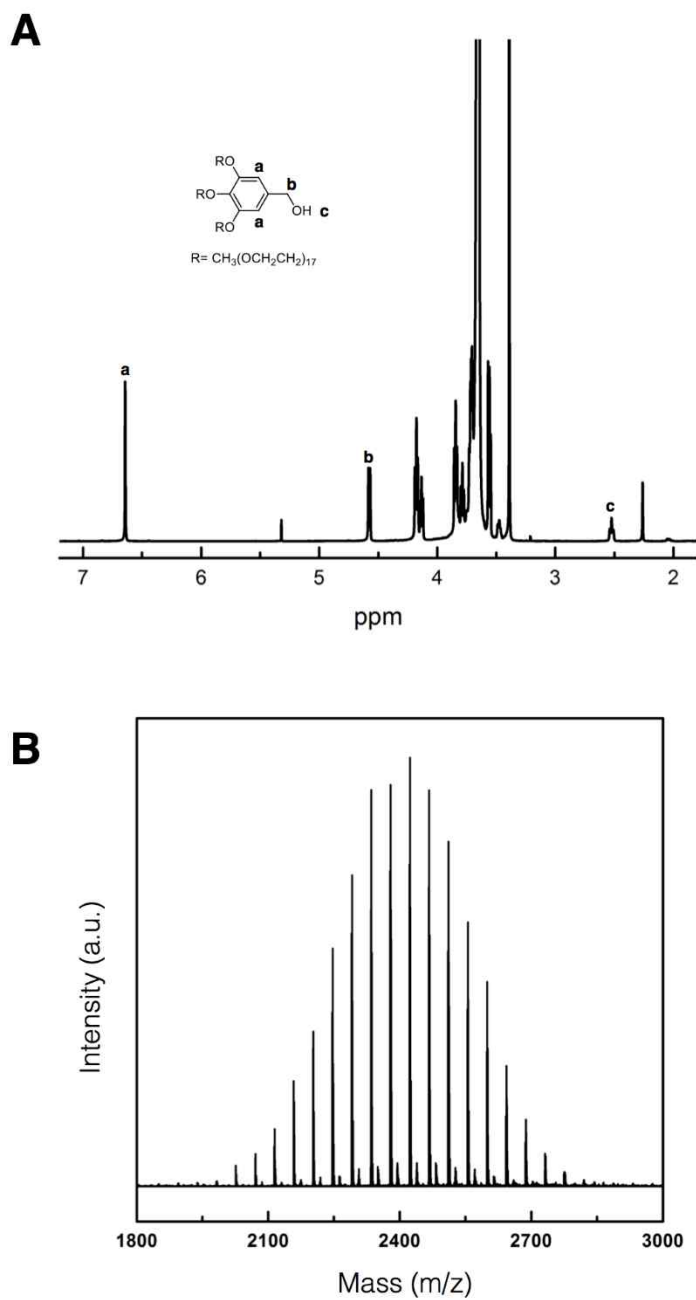 A
RO
a
b
RO
OH c
RO
a
R= CH₃(OCH₂CH₂)₁₇
a
b
c
7 6 5 4 3 2
ppm
B
Intensity (a.u.)
1800 2100 2400 2700 3000
Mass (m/z)